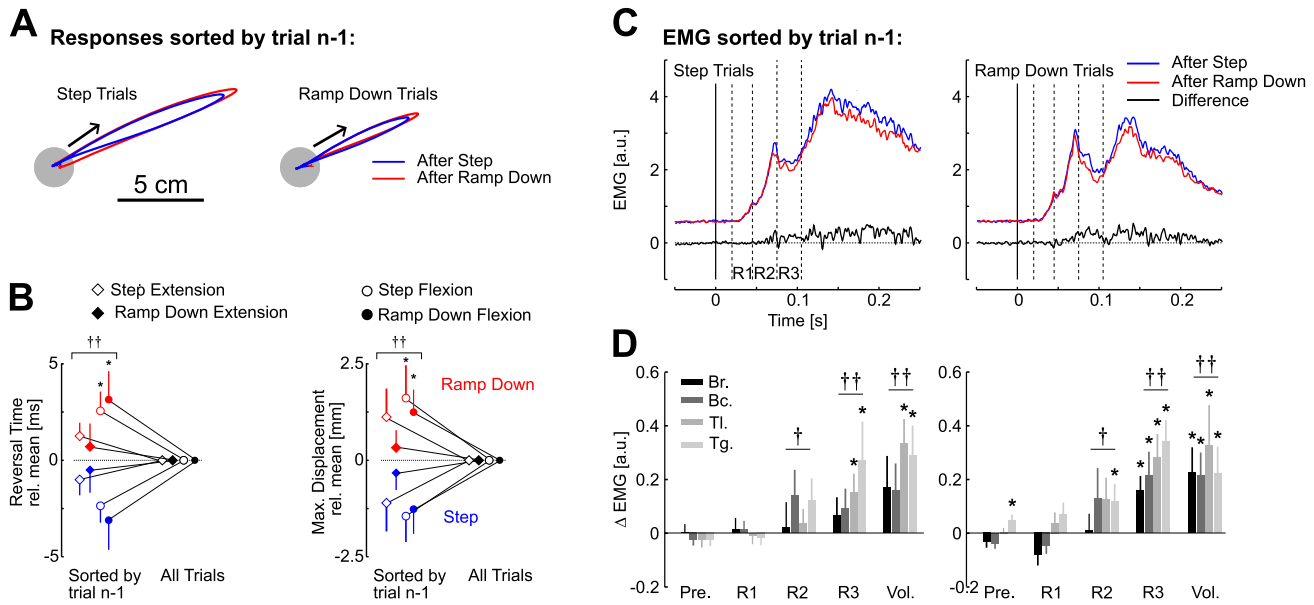 A
Responses sorted by trial n-1:
Step Trials
Ramp Down Trials
After Step
After Ramp Down
5 cm
B
Step Extension
Ramp Down Extension
Step Flexion
Ramp Down Flexion
Reversal Time
rel. mean [ms]
5
0
-5
††
*
*
Sorted by
trial n-1
All Trials
Max. Displacement
rel. mean [mm]
2.5
0
-2.5
††
*
*
Ramp Down
Step
Sorted by
trial n-1
All Trials
C
EMG sorted by trial n-1:
Step Trials
Ramp Down Trials
After Step
After Ramp Down
Difference
EMG [a.u.]
4
2
0
R1 R2 R3
0
0.1
0.2
Time [s]
4
2
0
0
0.1
0.2
D
Δ EMG [a.u.]
0.6
0.4
0.2
0
-0.2
Br.
Bc.
Tl.
Tg.
†
††
* *
††
* *
Pre.
R1
R2
R3
Vol.
0.6
0.4
0.2
0
-0.2
*
†
*
††
* * * *
††
* * * *
Pre.
R1
R2
R3
Vol.